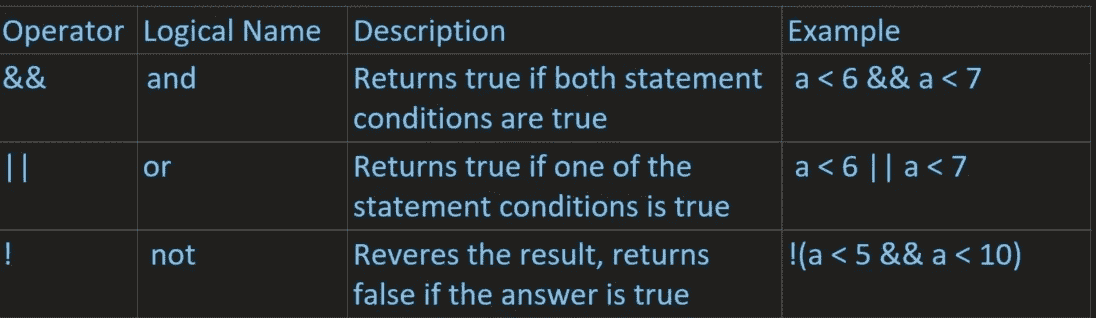 Operator Logical Name Description Example
&& and Returns true if both statement a < 6 && a < 7
conditions are true
|| or Returns true if one of the a < 6 || a < 7
statement conditions is true
! not Reveres the result, returns !(a < 5 && a < 10)
false if the answer is true